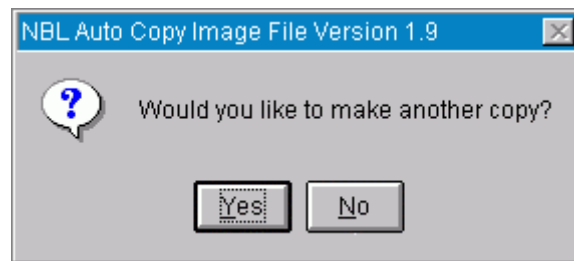 NBL Auto Copy Image File Version 1.9
?
Would you like to make another copy?
Yes No